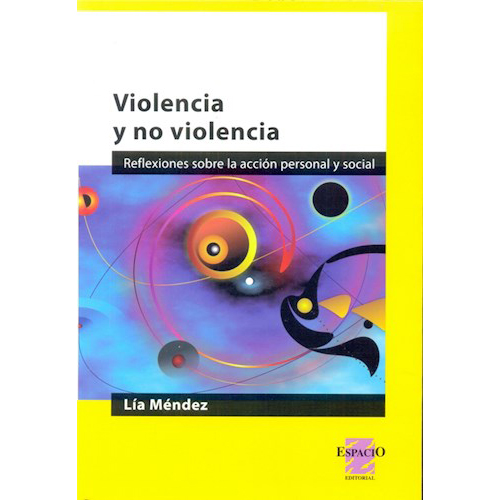 Violencia
y no violencia
Reflexiones sobre la acción personal y social
Lía Méndez
ESPACIO
EDITORIAL